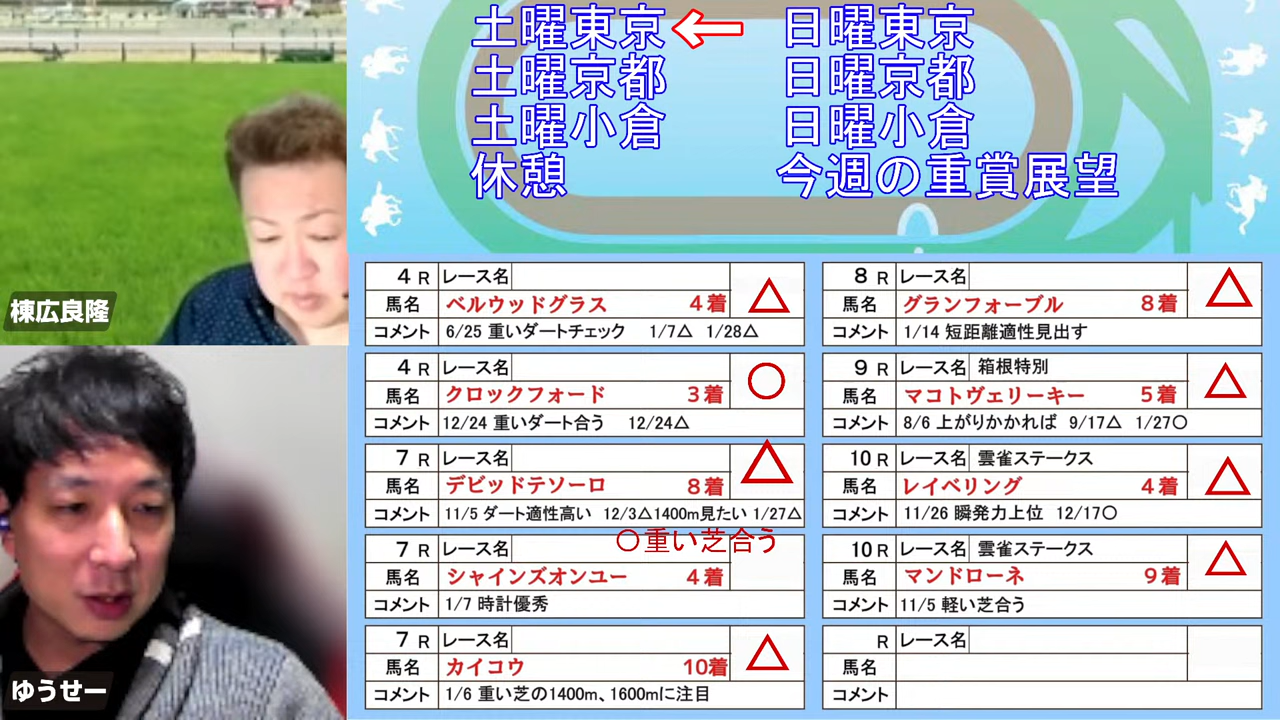 土曜東京
日曜東京
土曜京都
日曜京都
土曜小倉
日曜小倉
休憩
今週の重賞展望
棟広良隆
ゆうせー
4 R レース名
馬名 ベルウッドグラス 4着 △
コメント 6/25 重いダートチェック 1/7△ 1/28△
4 R レース名
馬名 クロックフォード 3着 ○
コメント 12/24 重いダート合う 12/24△
7 R レース名
馬名 デビッドテソーロ 8着 △
コメント 11/5 ダート適性高い 12/3△1400m見たい 1/27△
○重い芝合う
7 R レース名
馬名 シャインズオンユー 4着
コメント 1/7 時計優秀
7 R レース名
馬名 カイコウ 10着 △
コメント 1/6 重い芝の1400m、1600mに注目
8 R レース名
馬名 グランフォーブル 8着 △
コメント 1/14 短距離適性見出す
9 R レース名 箱根特別
馬名 マコトヴェリーキー 5着 △
コメント 8/6 上がりかかれば 9/17△ 1/27○
10 R レース名 雲雀ステークス
馬名 レイベリング 4着 △
コメント 11/26 瞬発力上位 12/17○
10 R レース名 雲雀ステークス
馬名 マンドローネ 9着 △
コメント 11/5 軽い芝合う
R レース名
馬名
コメント